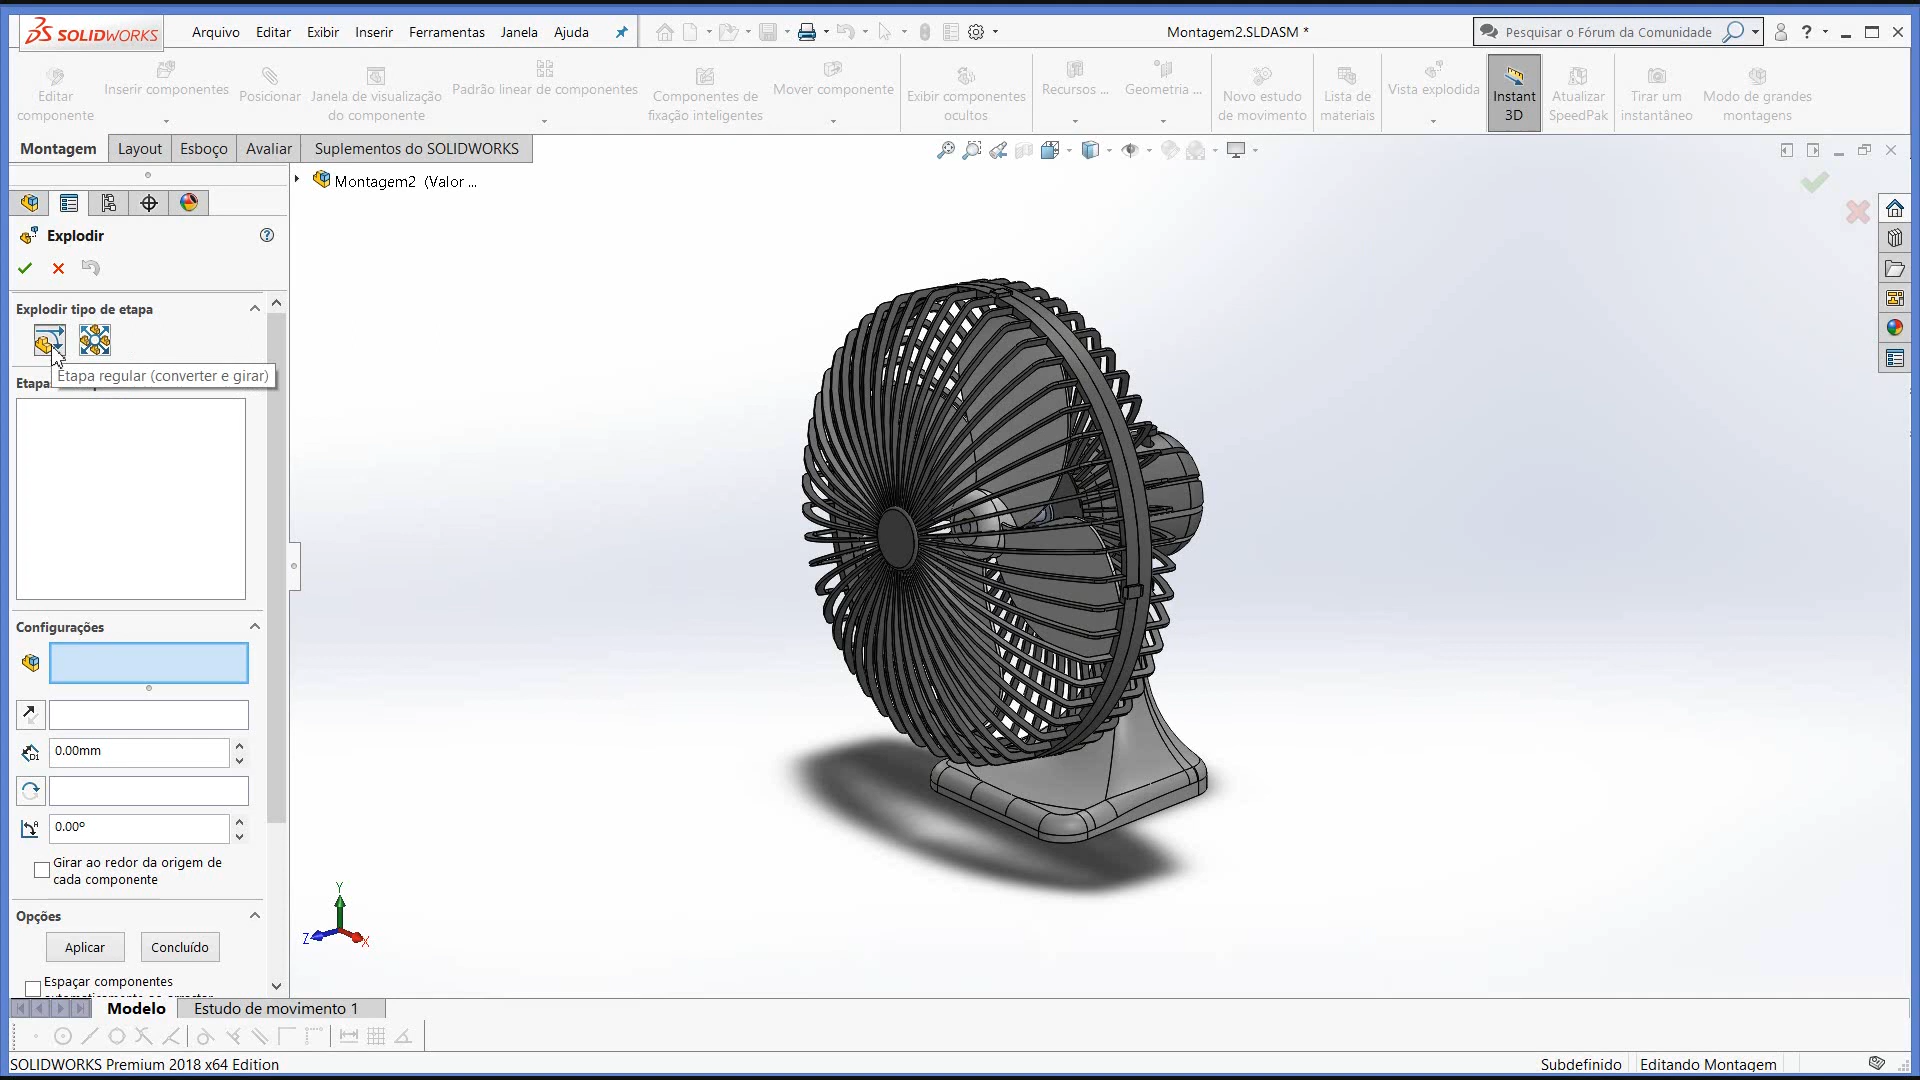 SOLIDWORKS
Arquivo Editar Exibir Inserir Ferramentas Janela Ajuda
Montagem2.SLDASM *
Pesquisar o Fórum da Comunidade
?
Editar componente
Inserir componentes
Posicionar
Janela de visualização do componente
Padrão linear de componentes
Componentes de fixação inteligentes
Mover componente
Exibir componentes ocultos
Recursos ...
Geometria ...
Novo estudo de movimento
Lista de materiais
Vista explodida
Instant 3D
Atualizar SpeedPak
Tirar um instantâneo
Modo de grandes montagens
Montagem Layout Esboço Avaliar Suplementos do SOLIDWORKS
Montagem2 (Valor ...
Explodir
Explodir tipo de etapa
Etapa regular (converter e girar)
Etapa
Configurações
0.00mm
0.00º
Girar ao redor da origem de
cada componente
Opções
Aplicar Concluído
Espaçar componentes
Y
Z
X
Modelo Estudo de movimento 1
SOLIDWORKS Premium 2018 x64 Edition
Subdefinido Editando Montagem